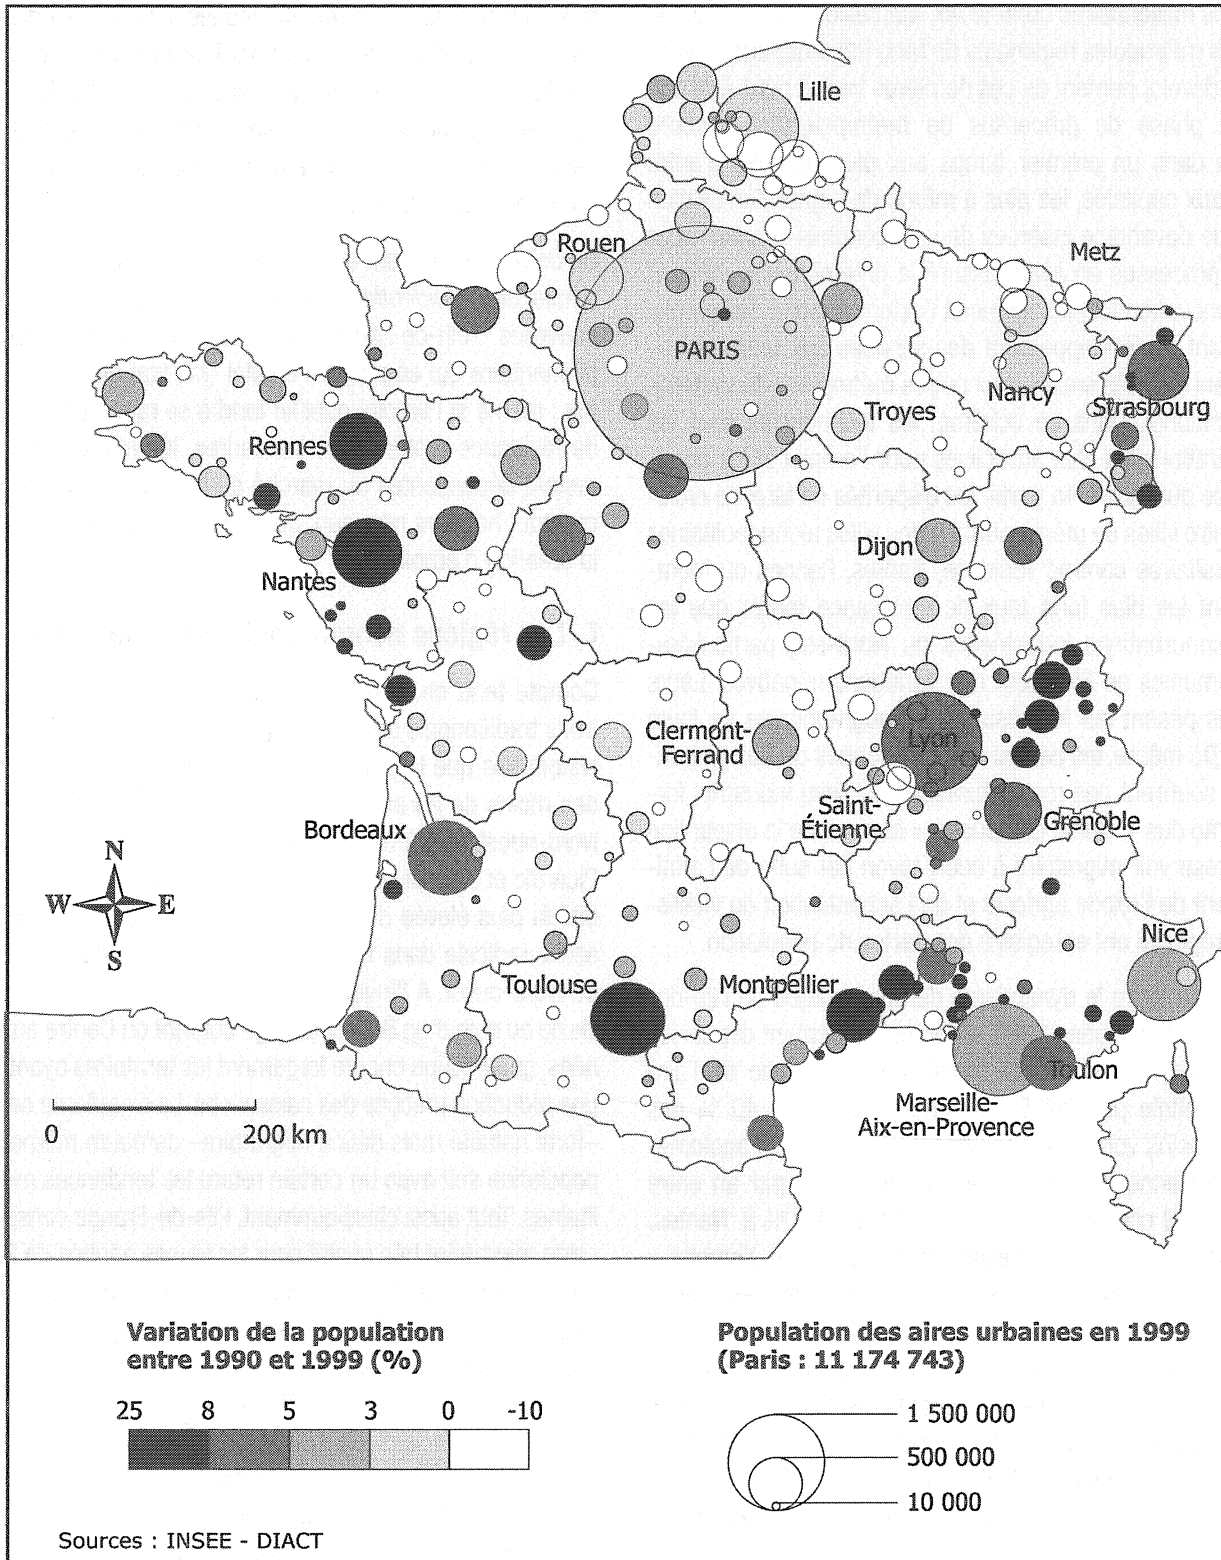 Lille
Rouen
Metz
PARIS
Nancy
Troyes
Strasbourg
Rennes
Dijon
Nantes
Clermont-
Ferrand
Lyon
Saint-
Étienne
Grenoble
Bordeaux
N
W E
S
Nice
Toulouse
Montpellier
Toulon
Marseille-
Aix-en-Provence
0 200 km
Variation de la population
entre 1990 et 1999 (%)
25 8 5 3 0 -10
Population des aires urbaines en 1999
(Paris : 11 174 743)
1 500 000
500 000
10 000
Sources : INSEE - DIACT